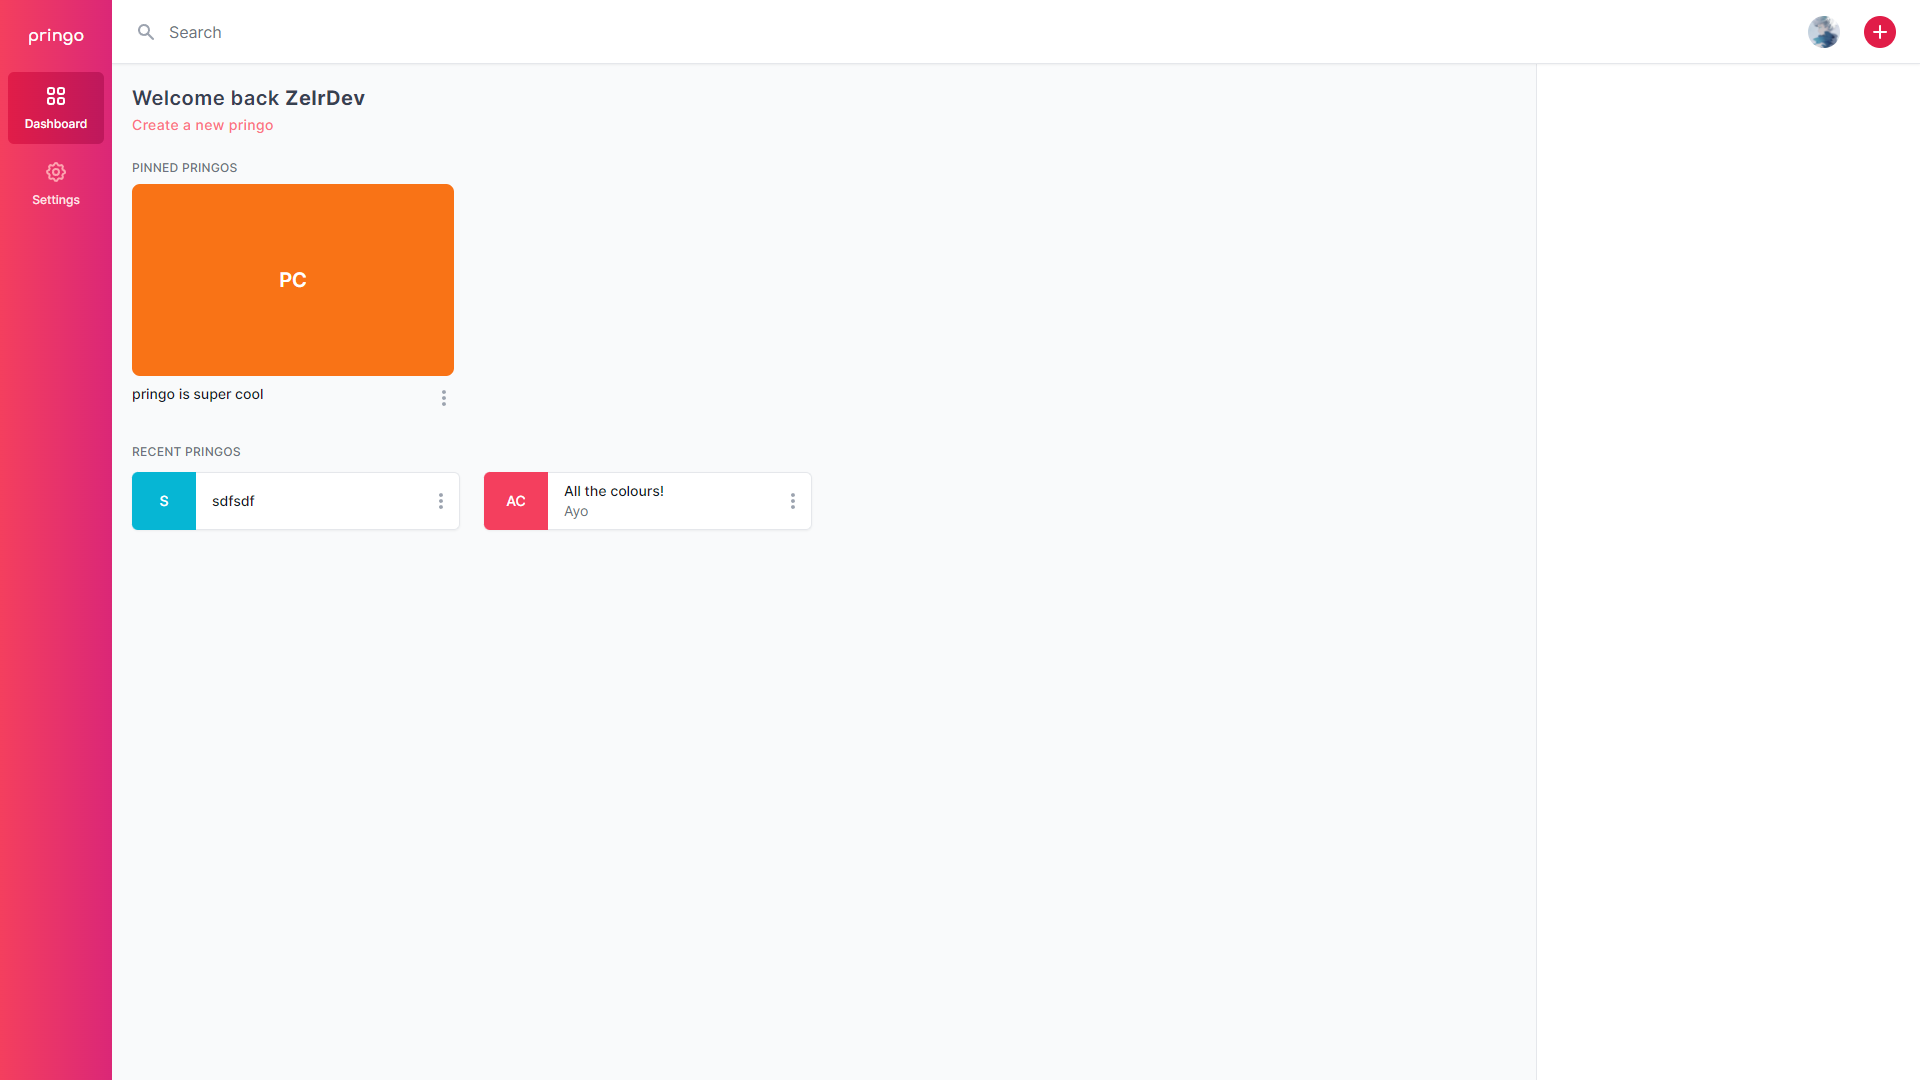 pringo
Search
Dashboard
Settings
Welcome back ZelrDev
Create a new pringo
PINNED PRINGOS
PC
pringo is super cool
RECENT PRINGOS
S
sdfsdf
AC
All the colours!
Ayo